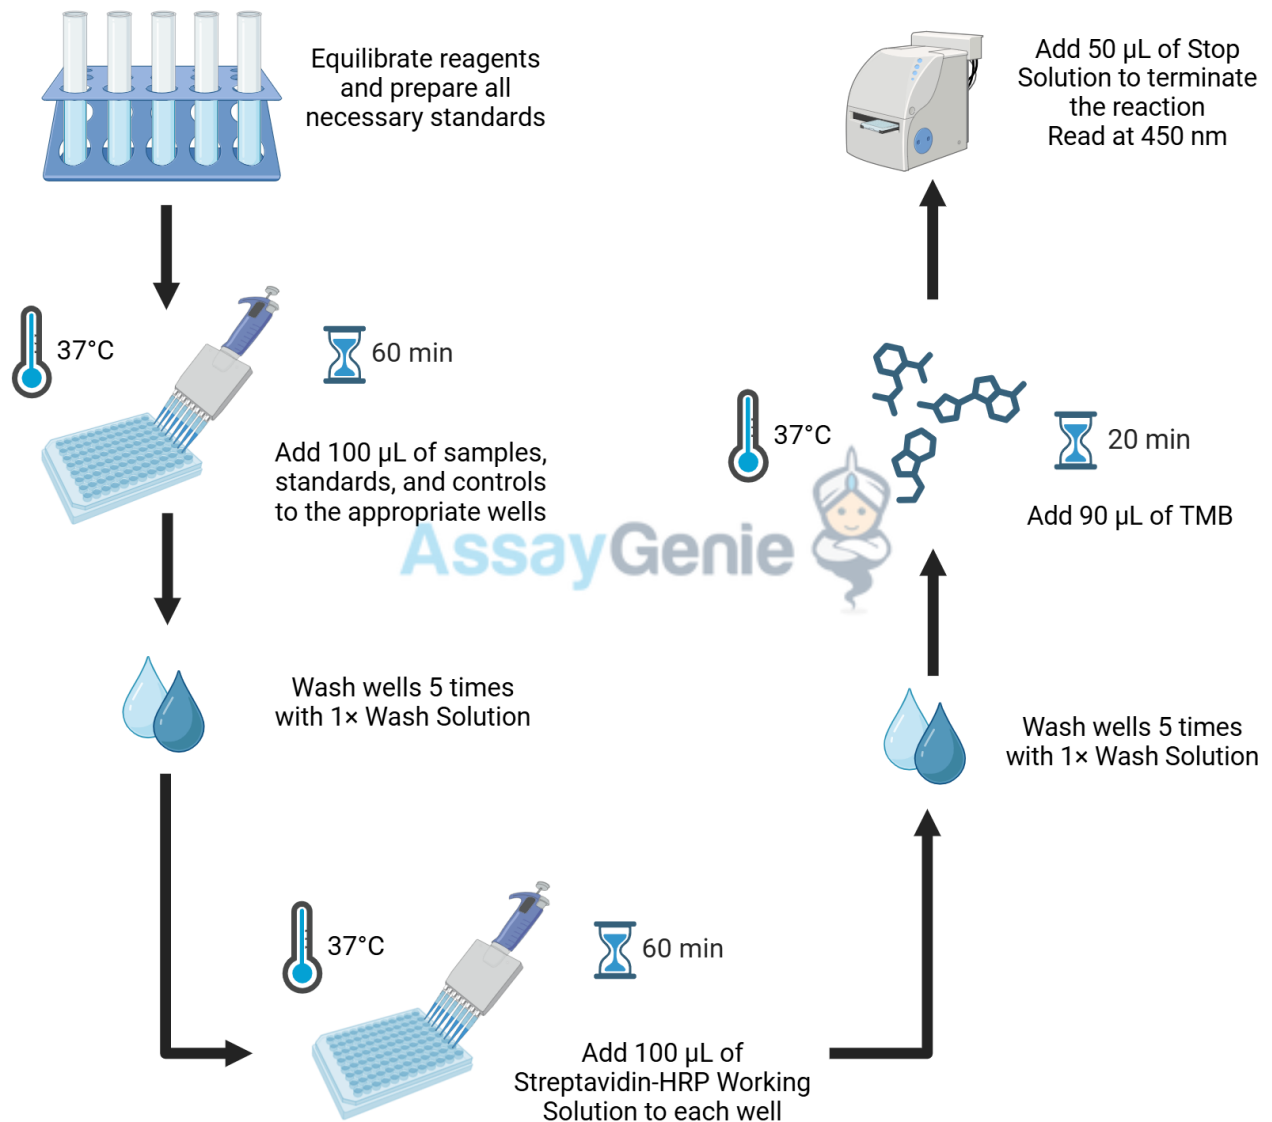 Equilibrate reagents
and prepare all
necessary standards
37°C
60 min
Add 100 µL of samples,
standards, and controls
to the appropriate wells
Wash wells 5 times
with 1× Wash Solution
37°C
60 min
Add 100 µL of
Streptavidin-HRP Working
Solution to each well
Wash wells 5 times
with 1× Wash Solution
37°C
20 min
Add 90 µL of TMB
Add 50 µL of Stop
Solution to terminate
the reaction
Read at 450 nm
AssayGenie